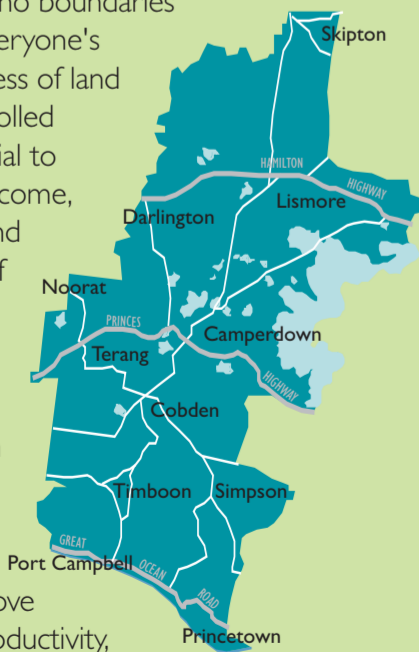 no boundaries
eryone's
ess of land
olled
ial to
come,
nd
f
ove
oductivity,
Skipton
HAMILTON
HIGHWAY
Lismore
Darlington
Noorat
PRINCES
HIGHWAY
Camperdown
Terang
Cobden
Timboon
Simpson
GREAT
OCEAN
ROAD
Port Campbell
Princetown